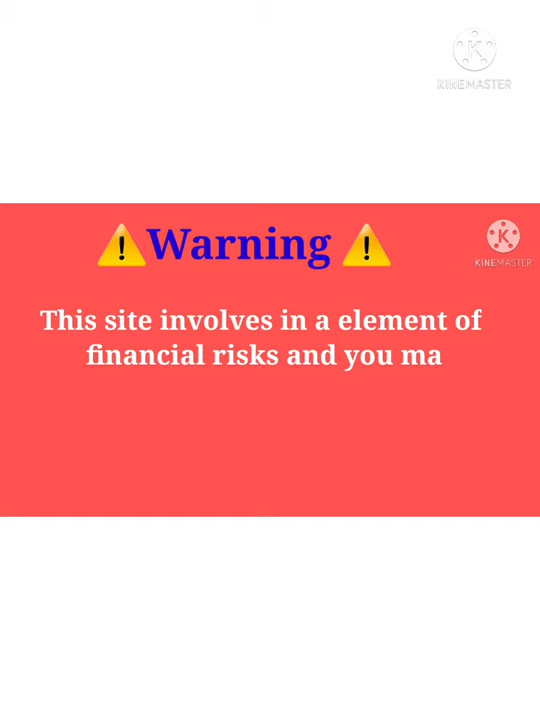 KINEMASTER
⚠️Warning ⚠️
KINEMASTER
This site involves in a element of
financial risks and you ma